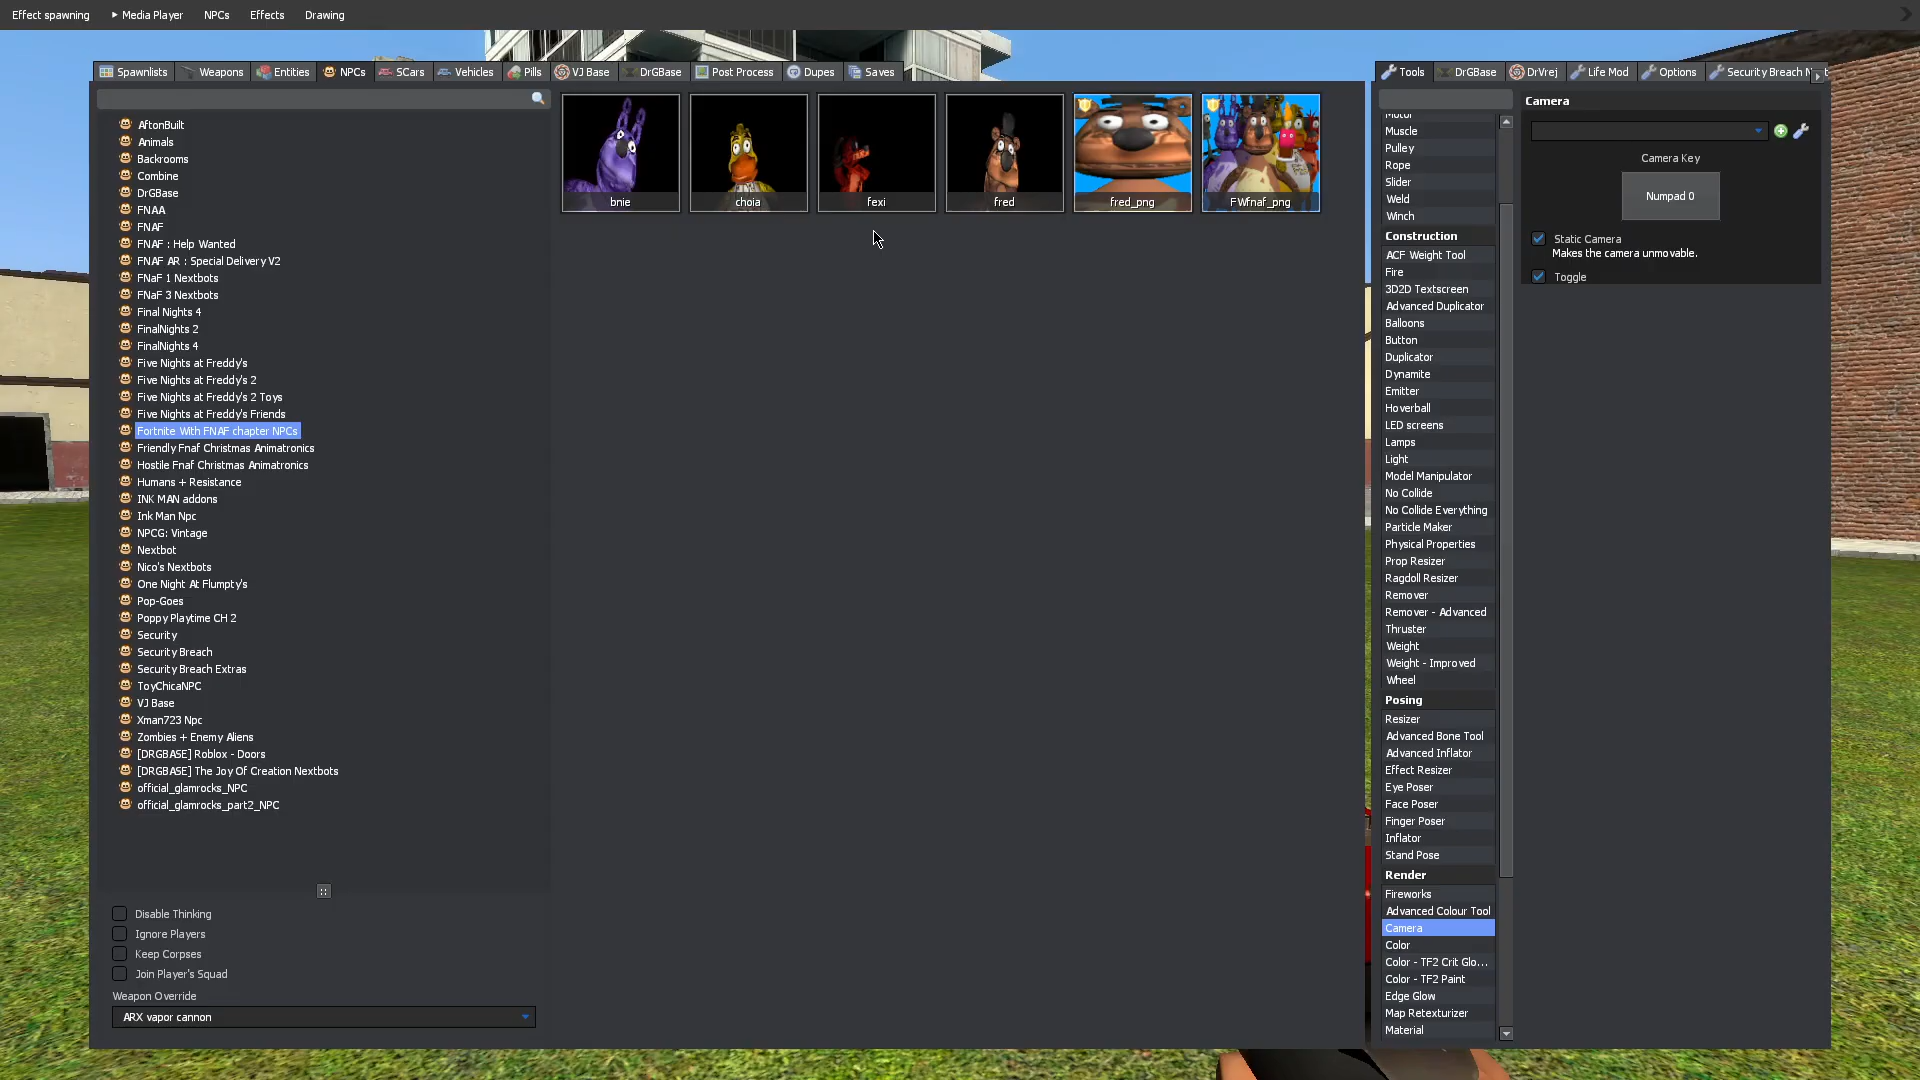 Effect spawning
Media Player
NPCs
Effects
Drawing
Spawnlists
Weapons
Entities
NPCs
SCars
Vehicles
Pills
VJ Base
DrGBase
Post Process
Dupes
Saves
AftonBuilt
Animals
Backrooms
Combine
DrGBase
FNAA
FNAF
FNAF : Help Wanted
FNAF AR : Special Delivery V2
FNaF 1 Nextbots
FNaF 3 Nextbots
Final Nights 4
FinalNights 2
FinalNights 4
Five Nights at Freddy's
Five Nights at Freddy's 2
Five Nights at Freddy's 2 Toys
Five Nights at Freddy's Friends
Fortnite With FNAF chapter NPCs
Friendly Fnaf Christmas Animatronics
Hostile Fnaf Christmas Animatronics
Humans + Resistance
INK MAN addons
Ink Man Npc
NPCG: Vintage
Nextbot
Nico's Nextbots
One Night At Flumpty's
Pop-Goes
Poppy Playtime CH 2
Security
Security Breach
Security Breach Extras
ToyChicaNPC
VJ Base
Xman723 Npc
Zombies + Enemy Aliens
[DRGBASE] Roblox - Doors
[DRGBASE] The Joy Of Creation Nextbots
official_glamrocks_NPC
official_glamrocks_part2_NPC
Disable Thinking
Ignore Players
Keep Corpses
Join Player's Squad
Weapon Override
ARX vapor cannon
bnie
choia
fexi
fred
fred_png
FWfnaf_png
Tools
DrGBase
DrVrej
Life Mod
Options
Security Breach N
Motor
Muscle
Pulley
Rope
Slider
Weld
Winch
Construction
ACF Weight Tool
Fire
3D2D Textscreen
Advanced Duplicator
Balloons
Button
Duplicator
Dynamite
Emitter
Hoverball
LED screens
Lamps
Light
Model Manipulator
No Collide
No Collide Everything
Particle Maker
Physical Properties
Prop Resizer
Ragdoll Resizer
Remover
Remover - Advanced
Thruster
Weight
Weight - Improved
Wheel
Posing
Resizer
Advanced Bone Tool
Advanced Inflator
Effect Resizer
Eye Poser
Face Poser
Finger Poser
Inflator
Stand Pose
Render
Fireworks
Advanced Colour Tool
Camera
Color
Color - TF2 Crit Glo...
Color - TF2 Paint
Edge Glow
Map Retexturizer
Material
Camera
Camera Key
Numpad 0
Static Camera
Makes the camera unmovable.
Toggle